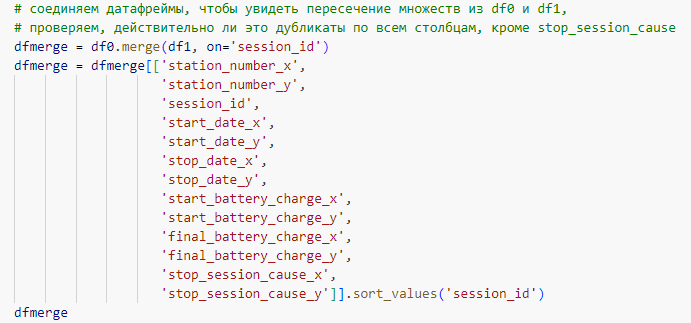 # соединяем датафреймы, чтобы увидеть пересечение множеств из df0 и df1,
# проверяем, действительно ли это дубликаты по всем столбцам, кроме stop_session_cause
dfmerge = df0.merge(df1, on='session_id')
dfmerge = dfmerge[['station_number_x',
'station_number_y',
'session_id',
'start_date_x',
'start_date_y',
'stop_date_x',
'stop_date_y',
'start_battery_charge_x',
'start_battery_charge_y',
'final_battery_charge_x',
'final_battery_charge_y',
'stop_session_cause_x',
'stop_session_cause_y']].sort_values('session_id')
dfmerge